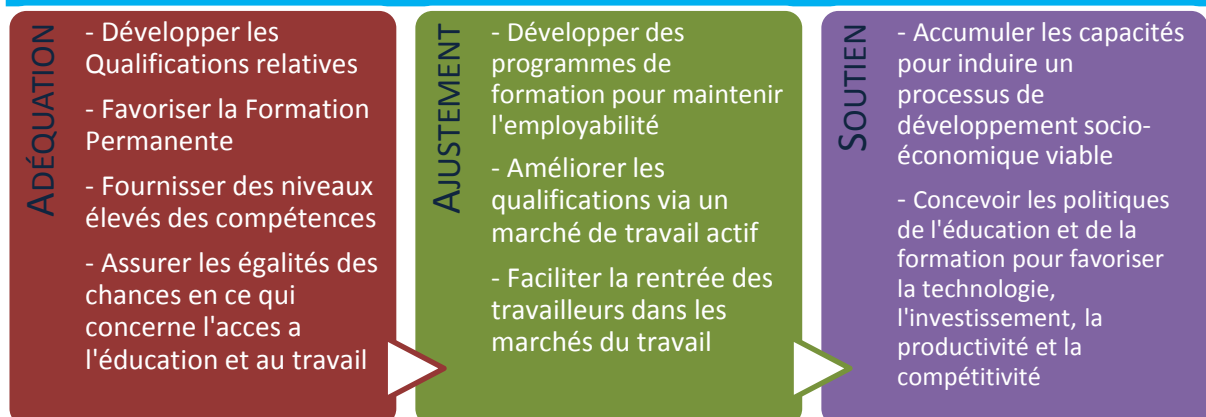 ADÉQUATION
- Développer les
Qualifications relatives
- Favoriser la Formation
Permanente
- Fournisser des niveaux
élevés des compétences
- Assurer les égalités des
chances en ce qui
concerne l'acces a
l'éducation et au travail
AJUSTEMENT
- Développer des
programmes de
formation pour maintenir
l'employabilité
- Améliorer les
qualifications via un
marché de travail actif
- Faciliter la rentrée des
travailleurs dans les
marchés du travail
SOUTIEN
- Accumuler les capacités
pour induire un
processus de
développement socio-
économique viable
- Concevoir les politiques
de l'éducation et de la
formation pour favoriser
la technologie,
l'investissement, la
productivité et la
compétitivité